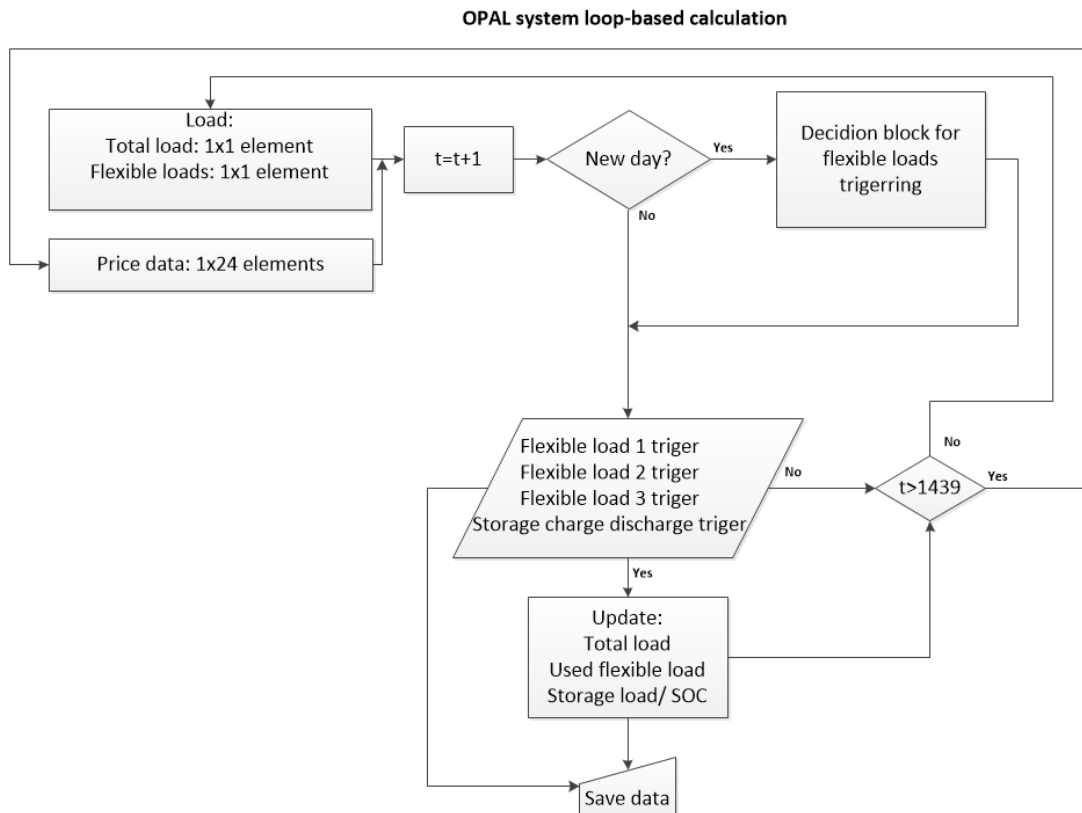 OPAL system loop-based calculation
Load:
Total load: 1x1 element
Flexible loads: 1x1 element
t=t+1
New day?
Yes
Decidion block for
flexible loads
trigerring
No
Price data: 1x24 elements
Flexible load 1 triger
Flexible load 2 triger
Flexible load 3 triger
Storage charge discharge triger
No
t>1439
No
Yes
Yes
Update:
Total load
Used flexible load
Storage load/ SOC
Save data